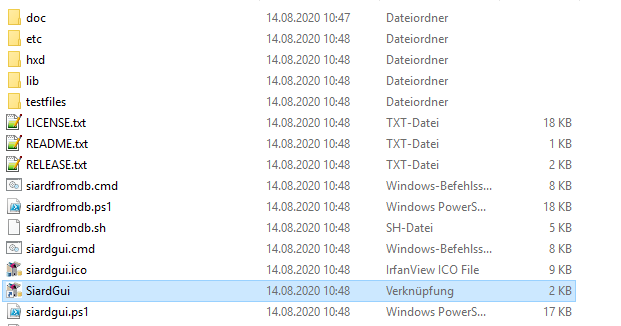 doc 14.08.2020 10:47 Dateiordner
etc 14.08.2020 10:48 Dateiordner
hxd 14.08.2020 10:48 Dateiordner
lib 14.08.2020 10:48 Dateiordner
testfiles 14.08.2020 10:48 Dateiordner
LICENSE.txt 14.08.2020 10:48 TXT-Datei 18 KB
README.txt 14.08.2020 10:48 TXT-Datei 1 KB
RELEASE.txt 14.08.2020 10:48 TXT-Datei 2 KB
siardfromdb.cmd 14.08.2020 10:48 Windows-Befehlss... 8 KB
siardfromdb.ps1 14.08.2020 10:48 Windows PowerS... 18 KB
siardfromdb.sh 14.08.2020 10:48 SH-Datei 5 KB
siardgui.cmd 14.08.2020 10:48 Windows-Befehlss... 8 KB
siardgui.ico 14.08.2020 10:48 IrfanView ICO File 9 KB
SiardGui 14.08.2020 10:48 Verknüpfung 2 KB
siardgui.ps1 14.08.2020 10:48 Windows PowerS... 17 KB